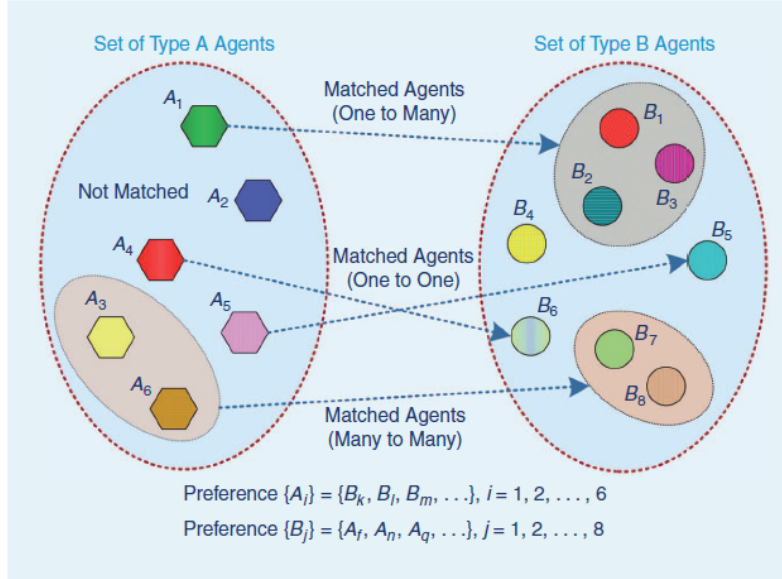 Set of Type A Agents
Set of Type B Agents
Matched Agents
(One to Many)
A1
B1
B2
B3
Not Matched
A2
B4
A4
Matched Agents
(One to One)
B5
A3
A5
B6
B7
A6
B8
Matched Agents
(Many to Many)
Preference {Ai} = {Bk, Bl, Bm, . . .}, i = 1, 2, . . . , 6
Preference {Bj} = {Af, An, Aq, . . .}, j = 1, 2, . . . , 8